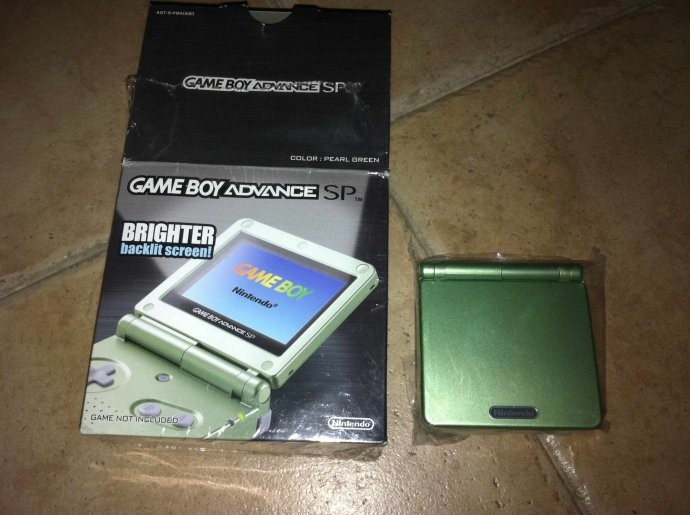 GAME BOY ADVANCE SP
COLOR : PEARL GREEN
GAME BOY ADVANCE SP TM
BRIGHTER
backlit screen!
GAME BOY
Nintendo®
GAME BOY ADVANCE SP
GAME NOT INCLUDED
Nintendo
Nintendo